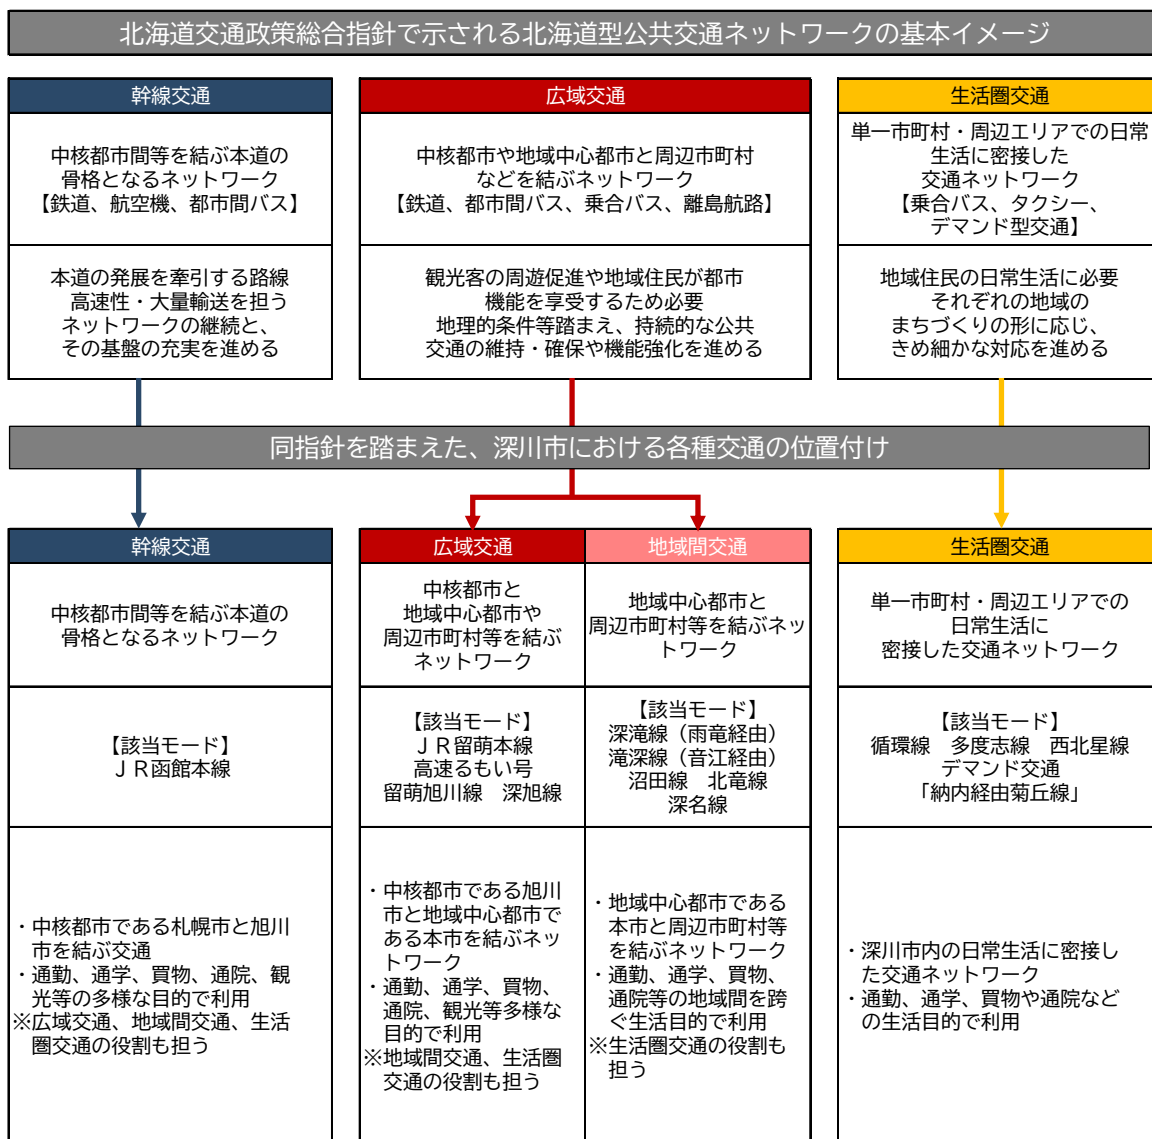 北海道交通政策総合指針で示される北海道型公共交通ネットワークの基本イメージ
幹線交通
中核都市間等を結ぶ本道の
骨格となるネットワーク
【鉄道、航空機、都市間バス】
本道の発展を牽引する路線
高速性・大量輸送を担う
ネットワークの継続と、
その基盤の充実を進める
広域交通
中核都市や地域中心都市と周辺市町村
などを結ぶネットワーク
【鉄道、都市間バス、乗合バス、離島航路】
観光客の周遊促進や地域住民が都市
機能を享受するため必要
地理的条件等踏まえ、持続的な公共
交通の維持・確保や機能強化を進める
生活圏交通
単一市町村・周辺エリアでの日常
生活に密接した
交通ネットワーク
【乗合バス、タクシー、
デマンド型交通】
地域住民の日常生活に必要
それぞれの地域の
まちづくりの形に応じ、
きめ細かな対応を進める
同指針を踏まえた、深川市における各種交通の位置付け
幹線交通
中核都市間等を結ぶ本道の
骨格となるネットワーク
【該当モード】
ＪＲ函館本線
・中核都市である札幌市と旭川
市を結ぶ交通
・通勤、通学、買物、通院、観
光等の多様な目的で利用
※広域交通、地域間交通、生活
圏交通の役割も担う
広域交通
中核都市と
地域中心都市や
周辺市町村等を結ぶ
ネットワーク
【該当モード】
ＪＲ留萌本線
高速るもい号
留萌旭川線　深旭線
・中核都市である旭川
市と地域中心都市で
ある本市を結ぶネッ
トワーク
・通勤、通学、買物、
通院、観光等多様な
目的で利用
※地域間交通、生活圏
交通の役割も担う
地域間交通
地域中心都市と
周辺市町村等を結ぶネッ
トワーク
【該当モード】
深滝線（雨竜経由）
滝深線（音江経由）
沼田線　北竜線
深名線
・地域中心都市である
本市と周辺市町村等
を結ぶネットワーク
・通勤、通学、買物、
通院等の地域間を跨
ぐ生活目的で利用
※生活圏交通の役割も
担う
生活圏交通
単一市町村・周辺エリアでの
日常生活に
密接した交通ネットワーク
【該当モード】
循環線　多度志線　西北星線
デマンド交通
「納内経由菊丘線」
・深川市内の日常生活に密接し
た交通ネットワーク
・通勤、通学、買物や通院など
の生活目的で利用